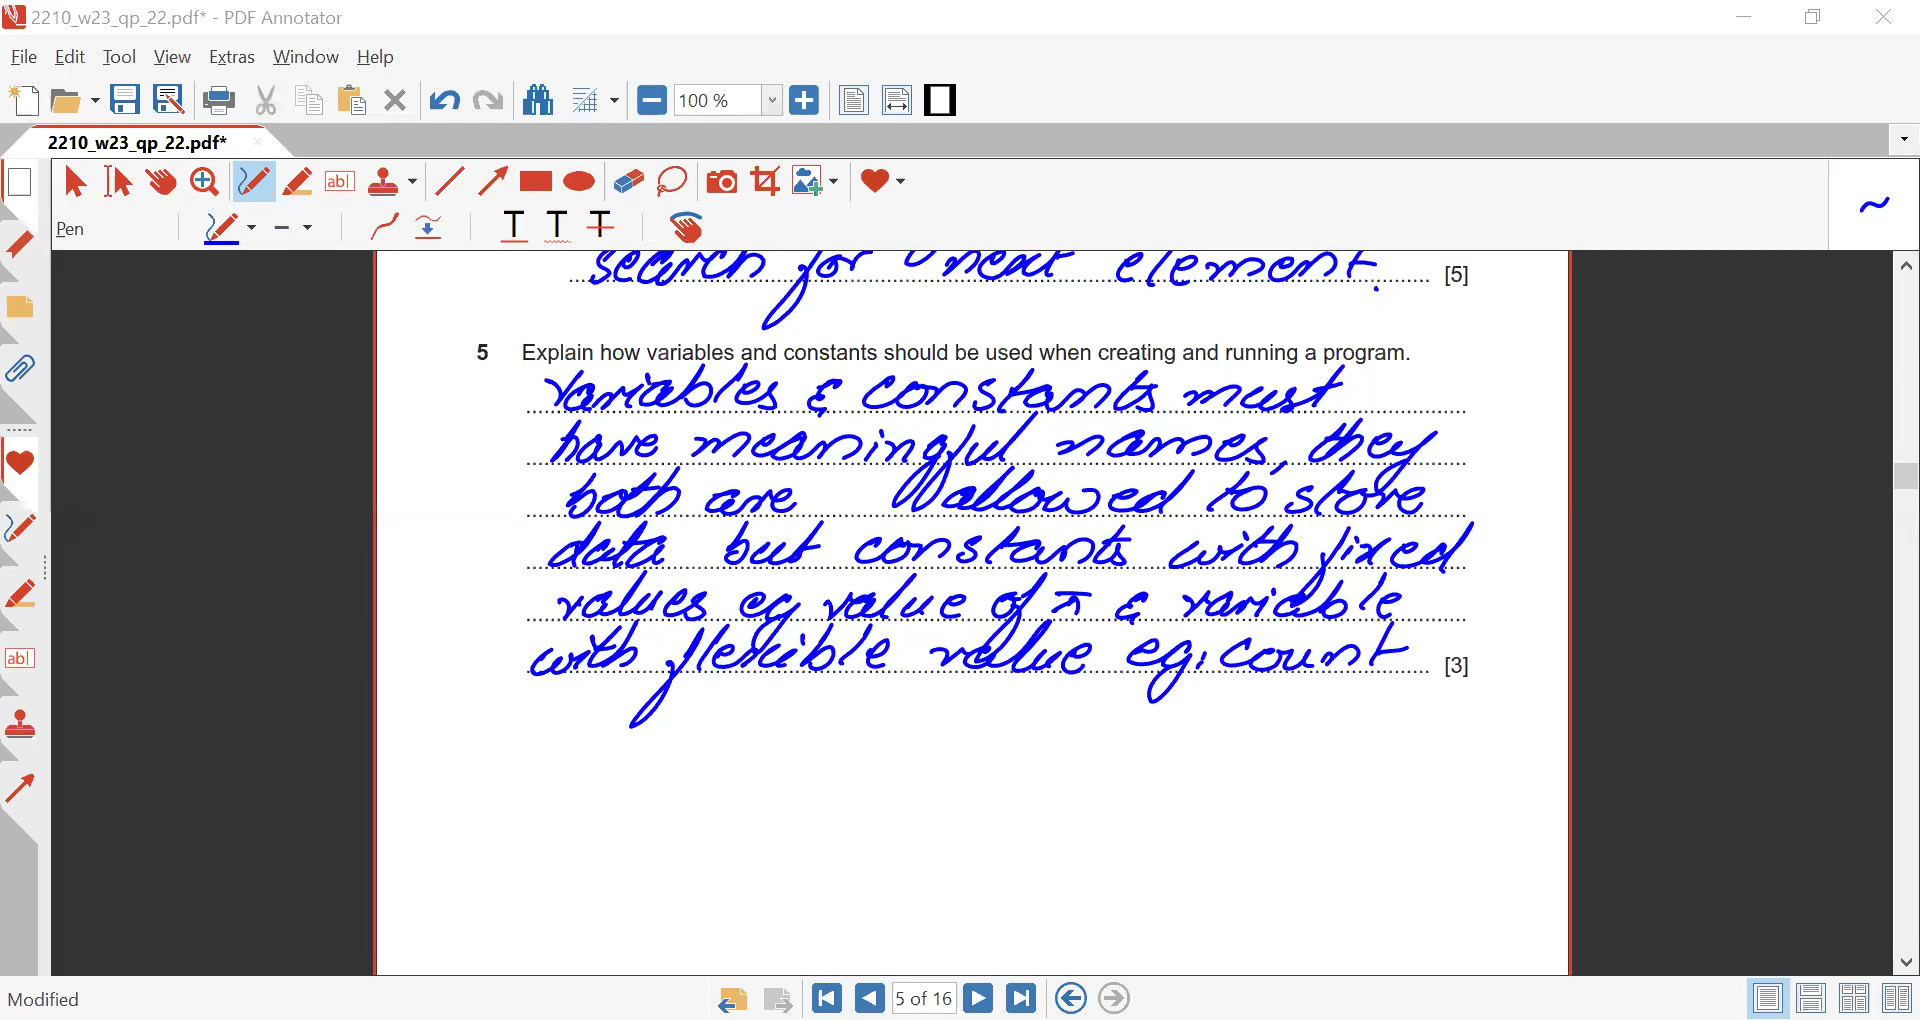 2210_w23_qp_22.pdf* - PDF Annotator
File Edit Tool View Extras Window Help
100 %
2210_w23_qp_22.pdf*
ab|
Pen
T T T
search for next element. [5]
5 Explain how variables and constants should be used when creating and running a program.
variables & constants must
have meaningful names, they
both are allowed to store
data but constants with fixed
values eg value of π & variable
with flexible value eg: count [3]
ab|
Modified
5 of 16